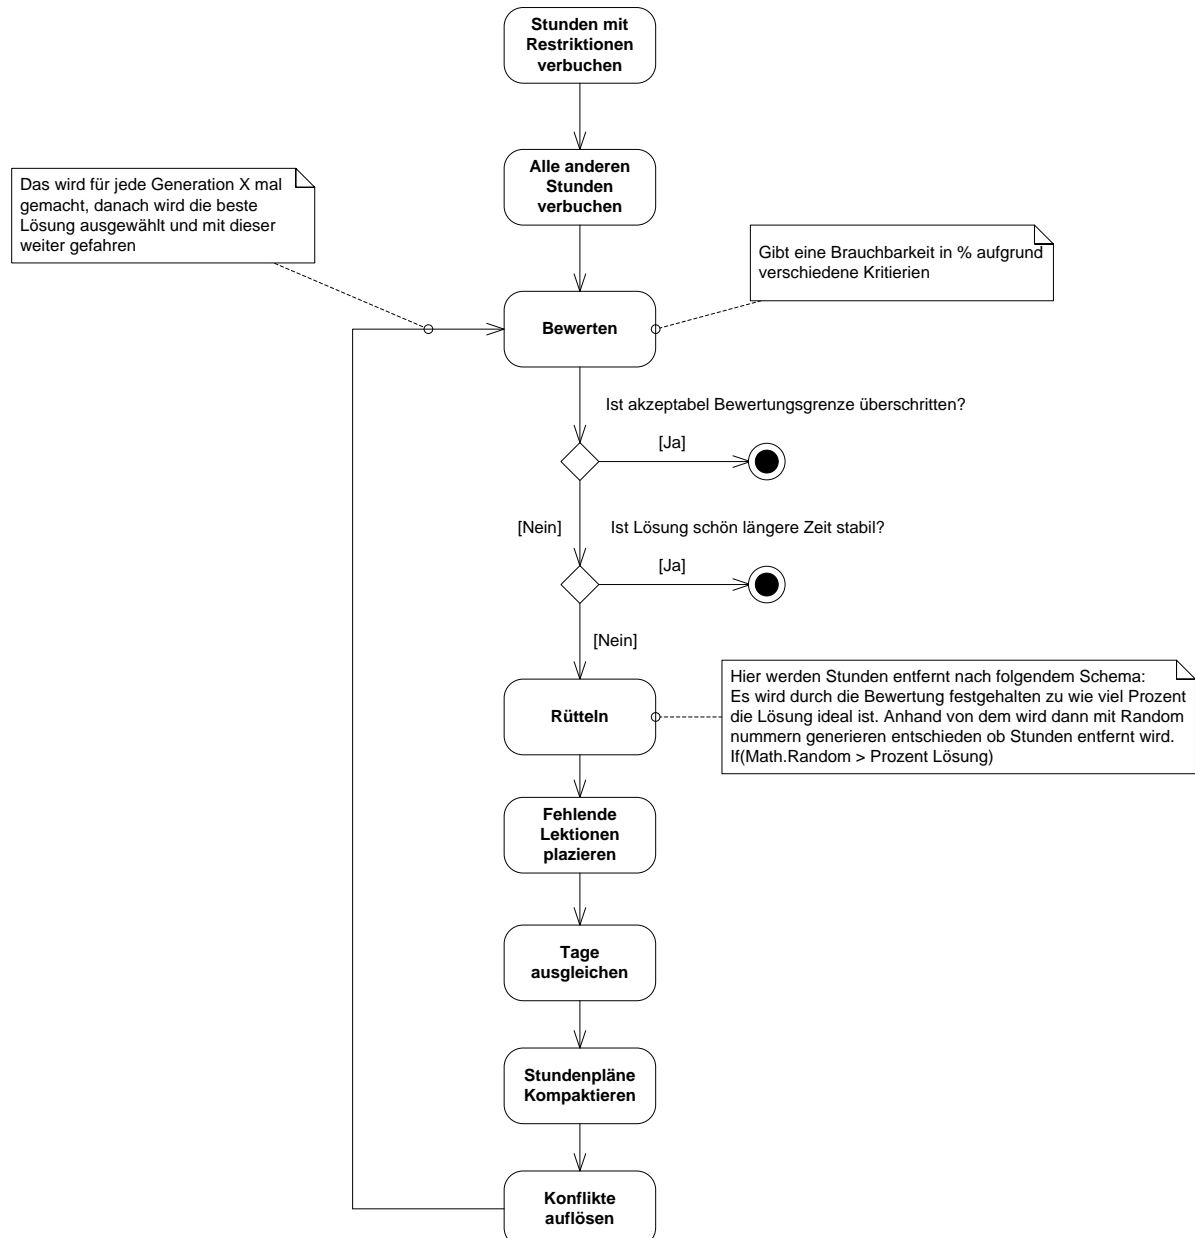 Stunden mit
Restriktionen
verbuchen
Alle anderen
Stunden
verbuchen
Das wird für jede Generation X mal
gemacht, danach wird die beste
Lösung ausgewählt und mit dieser
weiter gefahren
Gibt eine Brauchbarkeit in % aufgrund
verschiedene Kritierien
Bewerten
Ist akzeptabel Bewertungsgrenze überschritten?
[Ja]
[Nein]
Ist Lösung schön längere Zeit stabil?
[Ja]
[Nein]
Hier werden Stunden entfernt nach folgendem Schema:
Es wird durch die Bewertung festgehalten zu wie viel Prozent
die Lösung ideal ist. Anhand von dem wird dann mit Random
nummern generieren entschieden ob Stunden entfernt wird.
If(Math.Random > Prozent Lösung)
Rütteln
Fehlende
Lektionen
plazieren
Tage
ausgleichen
Stundenpläne
Kompaktieren
Konflikte
auflösen